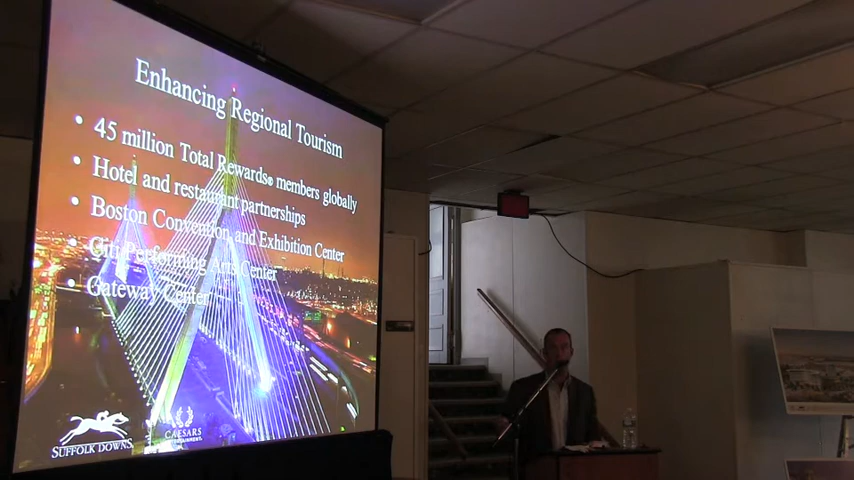 Enhancing Regional Tourism
• 45 million Total Rewards® members globally
• Hotel and restaurant partnerships
• Boston Convention and Exhibition Center
• Citi Performing Arts Center
• Gateway Center
SUFFOLK DOWNS
CAESARS
ENTERTAINMENT